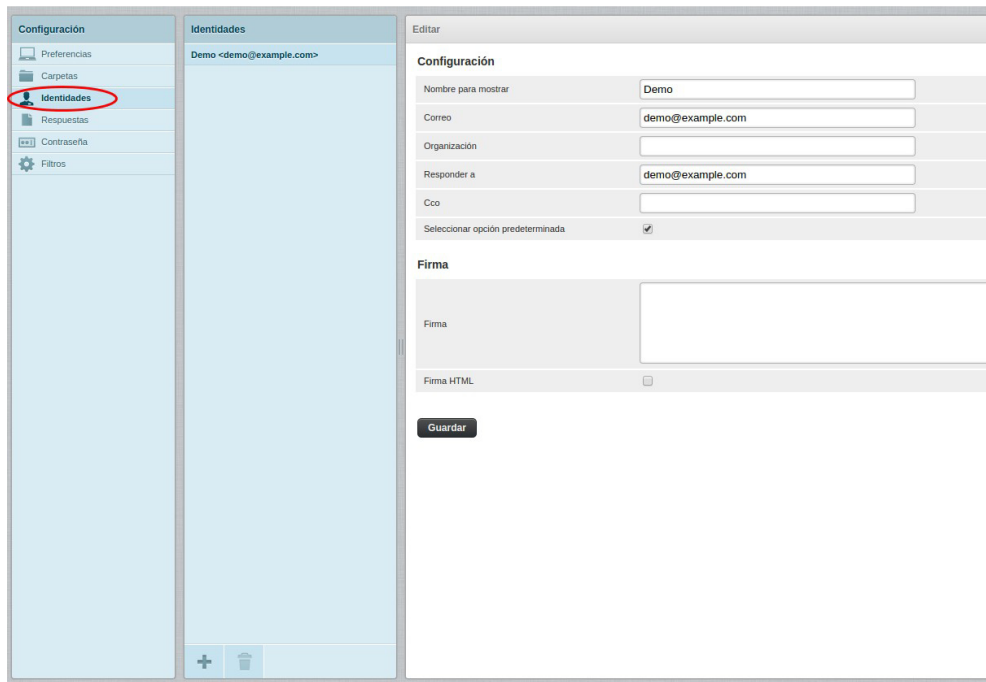 Configuración
Preferencias
Carpetas
Identidades
Respuestas
Contraseña
Filtros
Identidades
Demo <demo@example.com>
Editar
Configuración
Nombre para mostrar Demo
Correo demo@example.com
Organización
Responder a demo@example.com
Cco
Seleccionar opción predeterminada
Firma
Firma
Firma HTML
Guardar